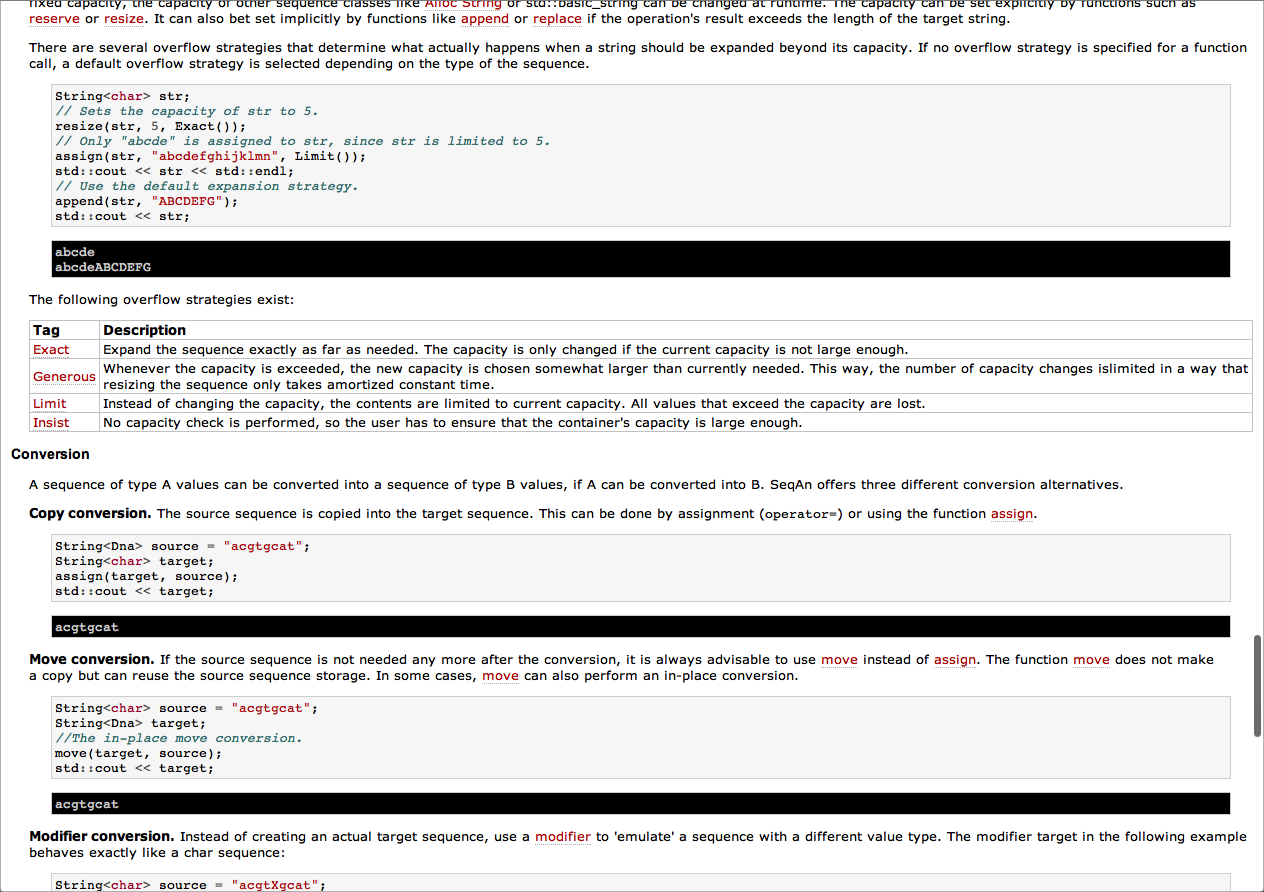 fixed capacity, the capacity of other sequence classes like Alloc String or std::basic_string can be changed at runtime. The capacity can be set explicitly by functions such as
reserve or resize. It can also bet set implicitly by functions like append or replace if the operation's result exceeds the length of the target string.
There are several overflow strategies that determine what actually happens when a string should be expanded beyond its capacity. If no overflow strategy is specified for a function
call, a default overflow strategy is selected depending on the type of the sequence.
String<char> str;
// Sets the capacity of str to 5.
resize(str, 5, Exact());
// Only "abcde" is assigned to str, since str is limited to 5.
assign(str, "abcdefghijklmn", Limit());
std::cout << str << std::endl;
// Use the default expansion strategy.
append(str, "ABCDEFG");
std::cout << str;
abcde
abcdeABCDEFG
The following overflow strategies exist:
Tag Description
Exact Expand the sequence exactly as far as needed. The capacity is only changed if the current capacity is not large enough.
Generous Whenever the capacity is exceeded, the new capacity is chosen somewhat larger than currently needed. This way, the number of capacity changes islimited in a way that
resizing the sequence only takes amortized constant time.
Limit Instead of changing the capacity, the contents are limited to current capacity. All values that exceed the capacity are lost.
Insist No capacity check is performed, so the user has to ensure that the container's capacity is large enough.
Conversion
A sequence of type A values can be converted into a sequence of type B values, if A can be converted into B. SeqAn offers three different conversion alternatives.
Copy conversion. The source sequence is copied into the target sequence. This can be done by assignment (operator=) or using the function assign.
String<Dna> source = "acgtgcat";
String<char> target;
assign(target, source);
std::cout << target;
acgtgcat
Move conversion. If the source sequence is not needed any more after the conversion, it is always advisable to use move instead of assign. The function move does not make
a copy but can reuse the source sequence storage. In some cases, move can also perform an in-place conversion.
String<char> source = "acgtgcat";
String<Dna> target;
//The in-place move conversion.
move(target, source);
std::cout << target;
acgtgcat
Modifier conversion. Instead of creating an actual target sequence, use a modifier to 'emulate' a sequence with a different value type. The modifier target in the following example
behaves exactly like a char sequence:
String<char> source = "acgtXgcat";